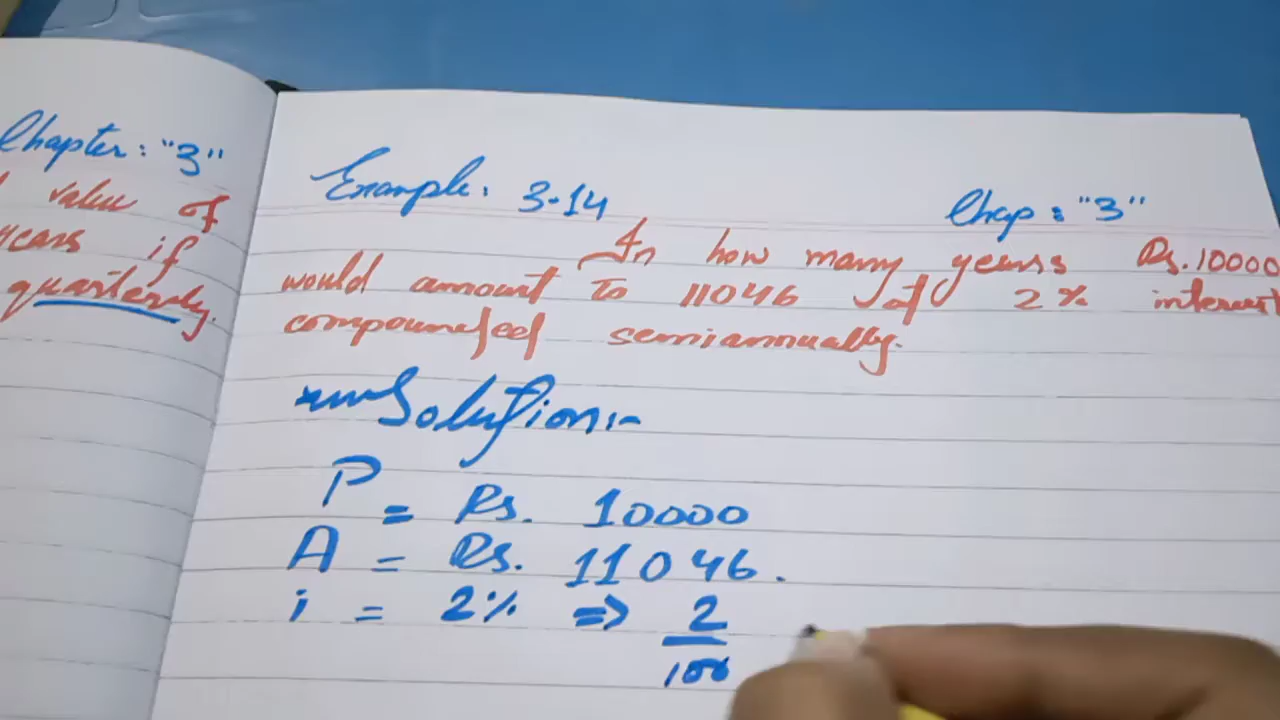 Chapter: "3"
value of
years if
quarterly.
Example: 3.14
Chap: "3"
In how many years Rs. 10000
would amount to 11046 at 2% interest
compounded semiannually.
Solution:-
P = Rs. 10000
A = Rs. 11046.
i = 2% => 2
100